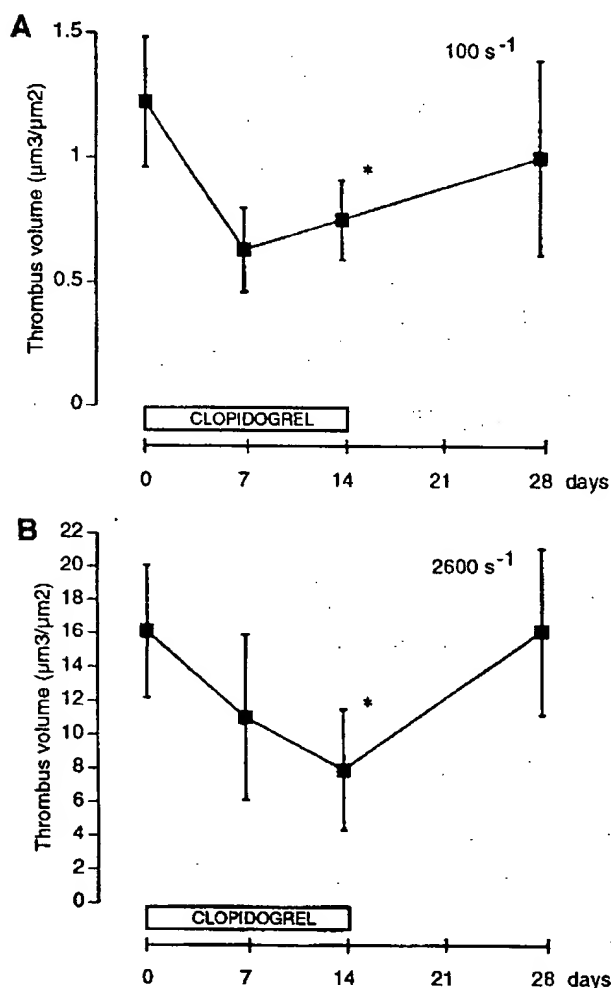 A
100 s-1
Thrombus volume (µm3/µm2)
1.5
1
0.5
0
*
CLOPIDOGREL
0 7 14 21 28 days
B
2600 s-1
Thrombus volume (µm3/µm2)
22
20
18
16
14
12
10
8
6
4
2
0
*
CLOPIDOGREL
0 7 14 21 28 days